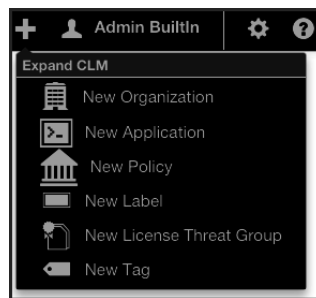 Admin BuiltIn
Expand CLM
New Organization
New Application
New Policy
New Label
New License Threat Group
New Tag